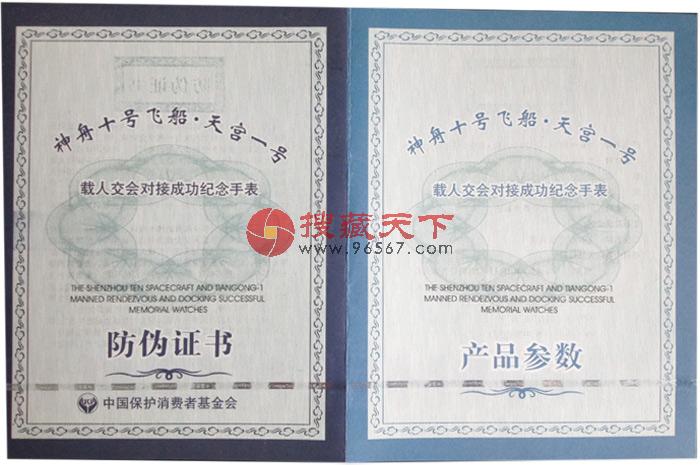 神舟十号飞船·天宫一号
载人交会对接成功纪念手表
THE SHENZHOU TEN SPACECRAFT AND TIANGONG-1
MANNED RENDEZVOUS AND DOCKING SUCCESSFUL
MEMORIAL WATCHES
防伪证书
中国保护消费者基金会
神舟十号飞船·天宫一号
载人交会对接成功纪念手表
THE SHENZHOU TEN SPACECRAFT AND TIANGONG-1
MANNED RENDEZVOUS AND DOCKING SUCCESSFUL
MEMORIAL WATCHES
产品参数
搜藏天下
www.96567.com